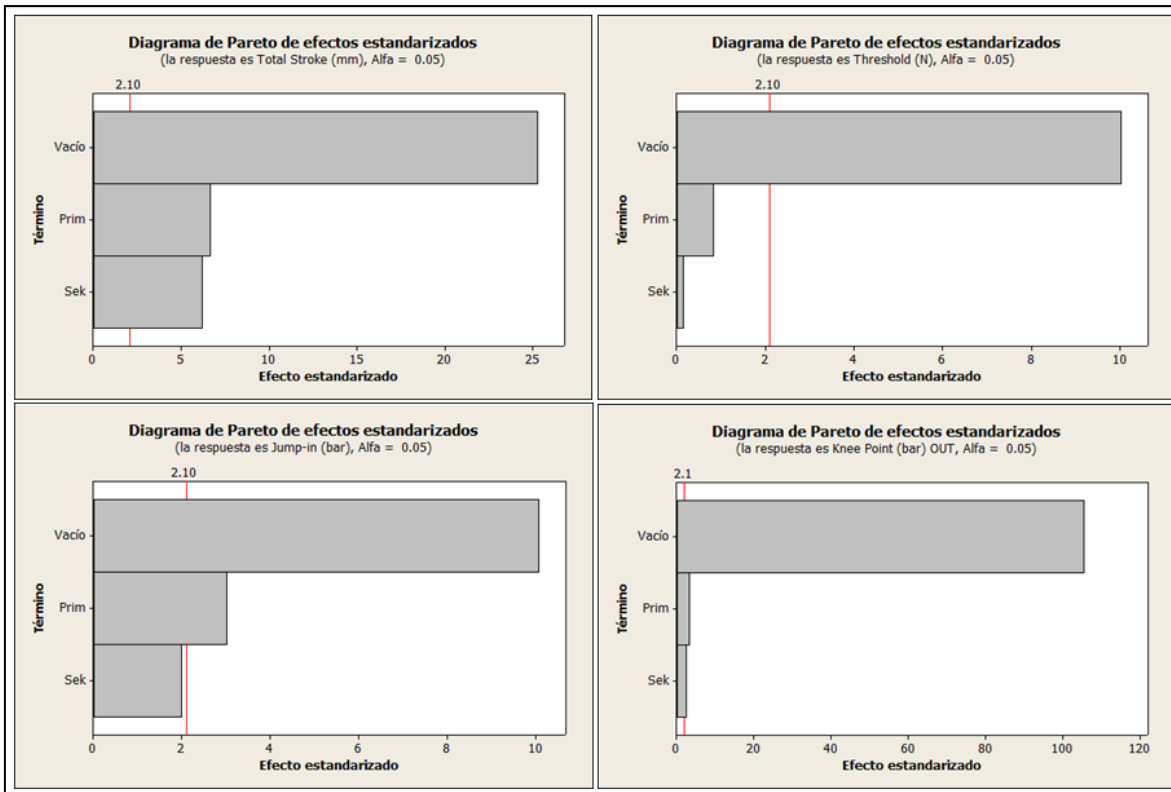 Diagrama de Pareto de efectos estandarizados
(la respuesta es Total Stroke (mm), Alfa = 0.05)
2.10
Término
Vacío
Prim
Sek
0 5 10 15 20 25
Efecto estandarizado
Diagrama de Pareto de efectos estandarizados
(la respuesta es Threshold (N), Alfa = 0.05)
2.10
Término
Vacío
Prim
Sek
0 2 4 6 8 10
Efecto estandarizado
Diagrama de Pareto de efectos estandarizados
(la respuesta es Jump-in (bar), Alfa = 0.05)
2.10
Término
Vacío
Prim
Sek
0 2 4 6 8 10
Efecto estandarizado
Diagrama de Pareto de efectos estandarizados
(la respuesta es Knee Point (bar) OUT, Alfa = 0.05)
2.1
Término
Vacío
Prim
Sek
0 20 40 60 80 100 120
Efecto estandarizado